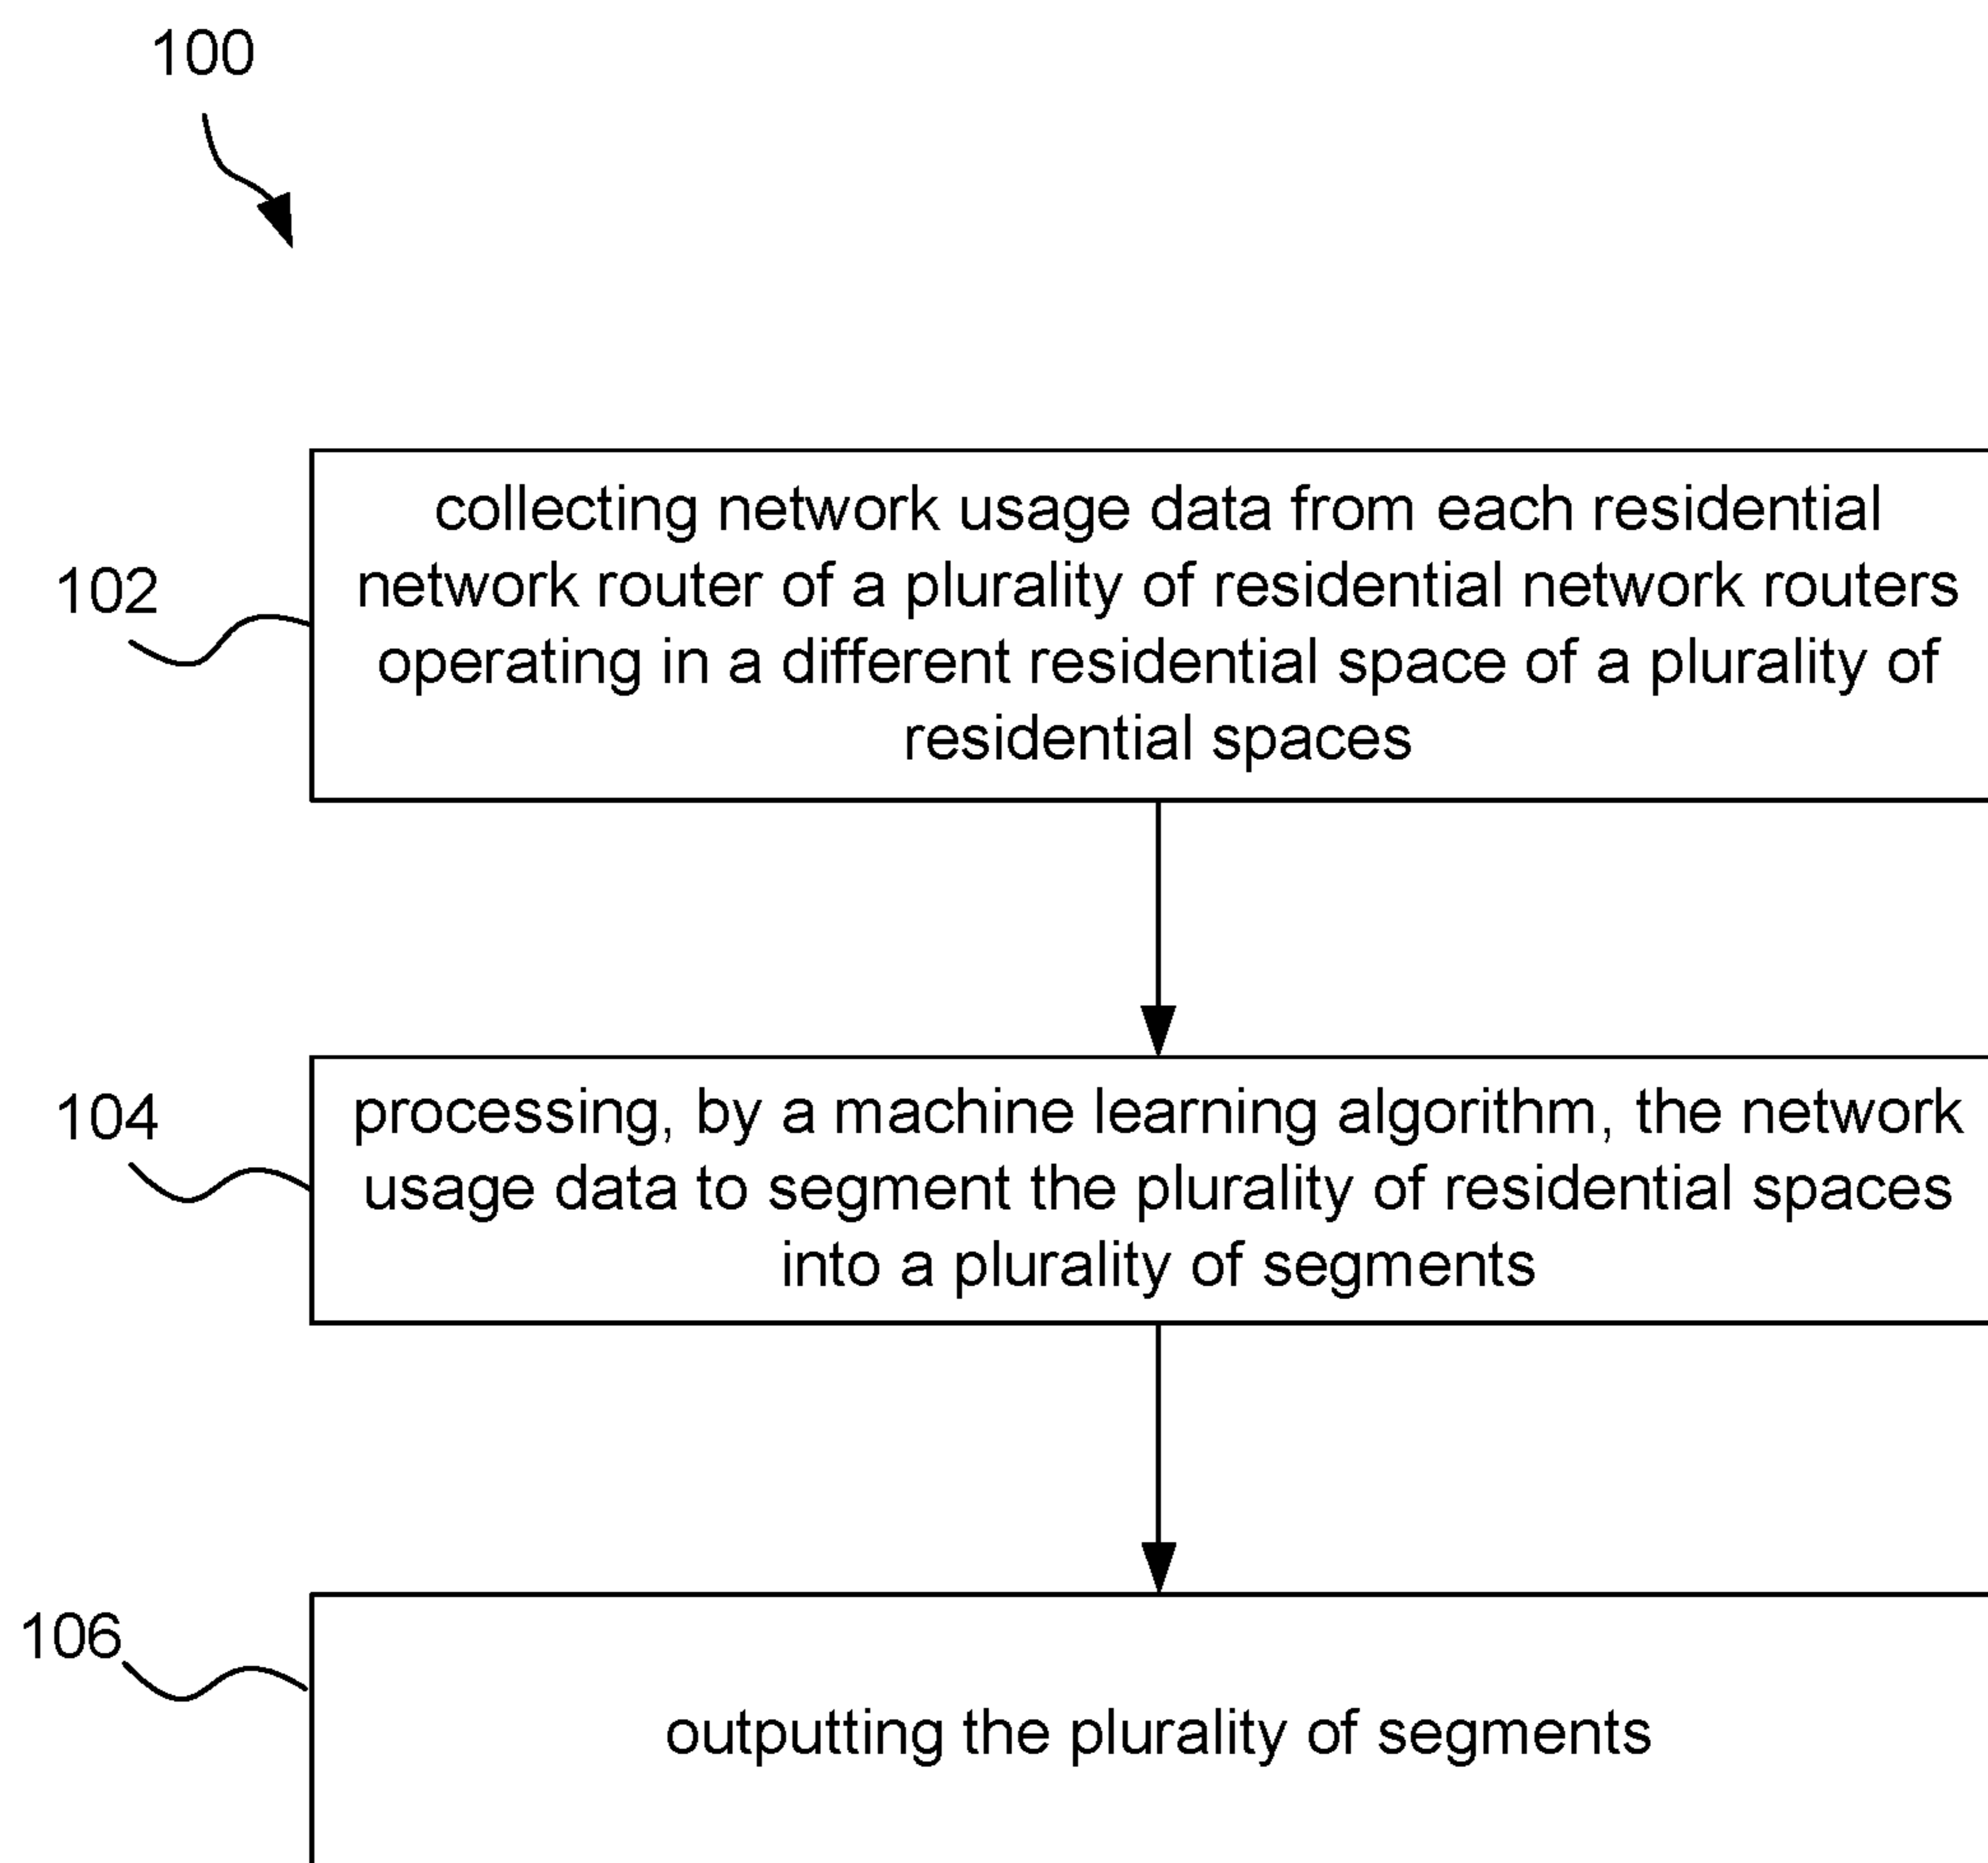 100
102
collecting network usage data from each residential
network router of a plurality of residential network routers
operating in a different residential space of a plurality of
residential spaces
104
processing, by a machine learning algorithm, the network
usage data to segment the plurality of residential spaces
into a plurality of segments
106
outputting the plurality of segments